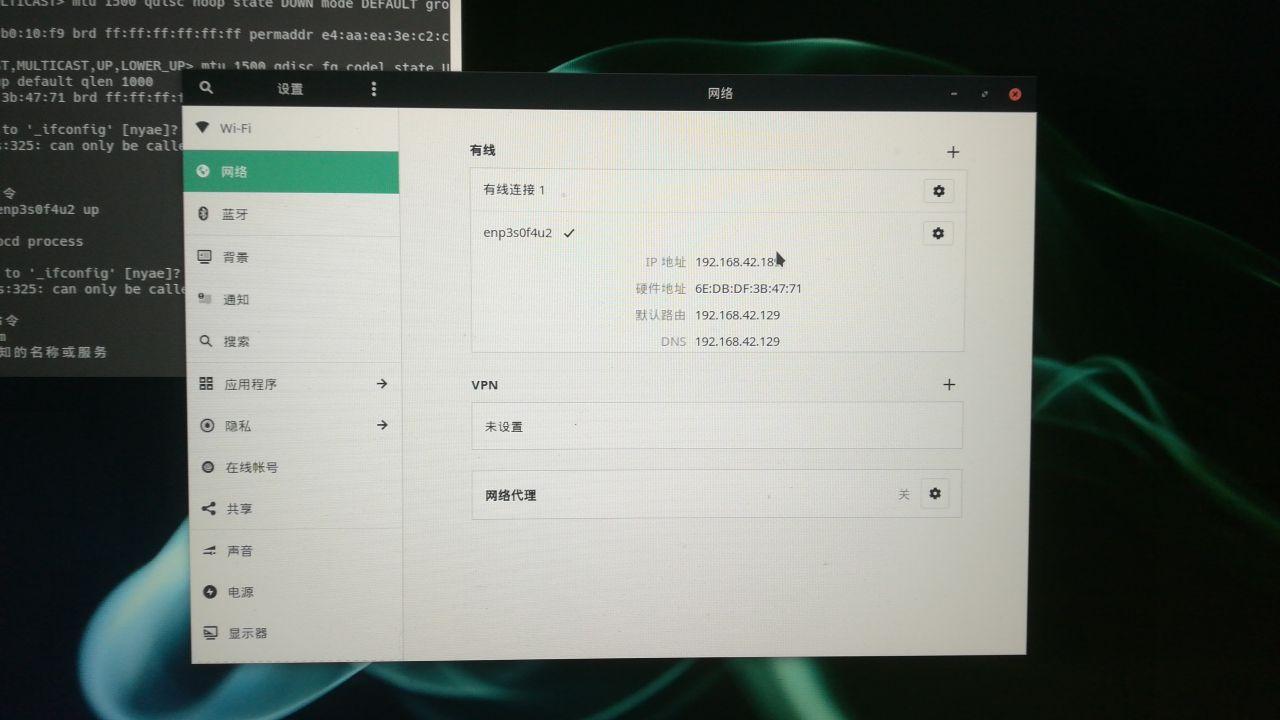 LTICAST> mtu 1500 qdisc noop state DOWN mode DEFAULT gro
b0:10:f9 brd ff:ff:ff:ff:ff:ff permaddr e4:aa:ea:3e:c2:c
T,MULTICAST,UP,LOWER_UP> mtu 1500 qdisc fq_codel state U
p default qlen 1000
3b:47:71 brd ff:ff:ff:1
to '_ifconfig' [nyae]?
s:325: can only be calle
令
enp3s0f4u2 up
ocd process
to '_ifconfig' [nyae]?
s:325: can only be calle
令
m
知的名称或服务
设置
网络
Wi-Fi
网络
蓝牙
背景
通知
搜索
应用程序
隐私
在线帐号
共享
声音
电源
显示器
有线
有线连接 1
enp3s0f4u2
IP 地址 192.168.42.18
硬件地址 6E:DB:DF:3B:47:71
默认路由 192.168.42.129
DNS 192.168.42.129
VPN
未设置
网络代理 关